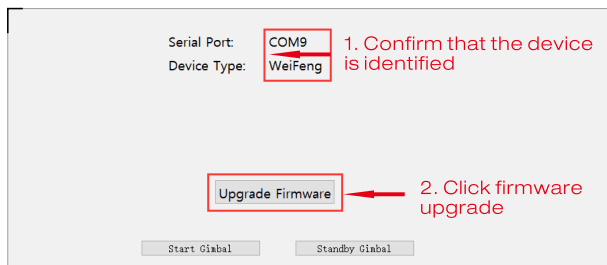 Serial Port: COM9
Device Type: WeiFeng
1. Confirm that the device
is identified
Upgrade Firmware
2. Click firmware
upgrade
Start Gimbal Standby Gimbal